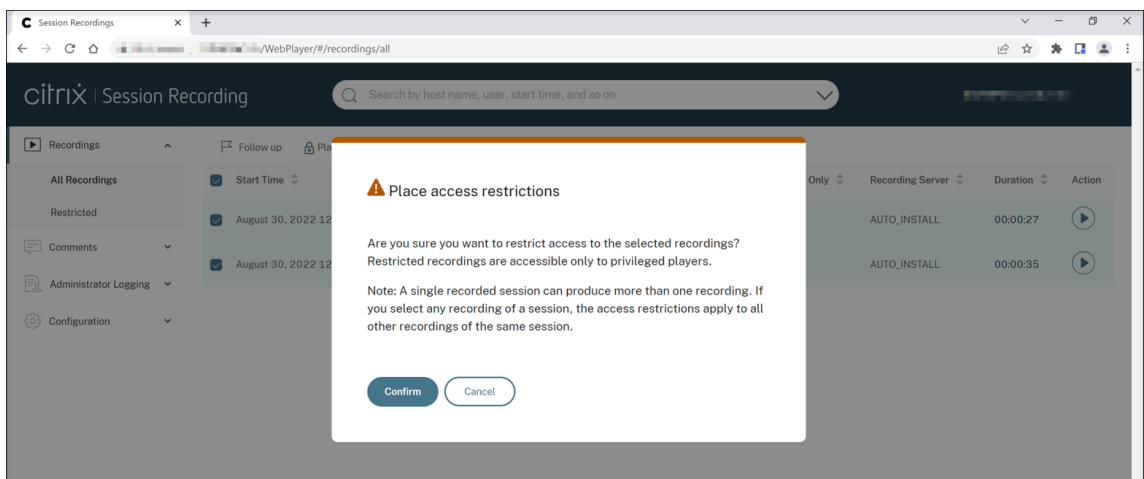 Session Recordings
/WebPlayer/#/recordings/all
citrix | Session Recording
Search by host name, user, start time, and so on
Recordings
Follow up
All Recordings
Start Time
Only
Recording Server
Duration
Action
Restricted
August 30, 2022 12
AUTO_INSTALL
00:00:27
Comments
August 30, 2022 12
AUTO_INSTALL
00:00:35
Administrator Logging
Configuration
Place access restrictions
Are you sure you want to restrict access to the selected recordings?
Restricted recordings are accessible only to privileged players.
Note: A single recorded session can produce more than one recording. If
you select any recording of a session, the access restrictions apply to all
other recordings of the same session.
Confirm
Cancel